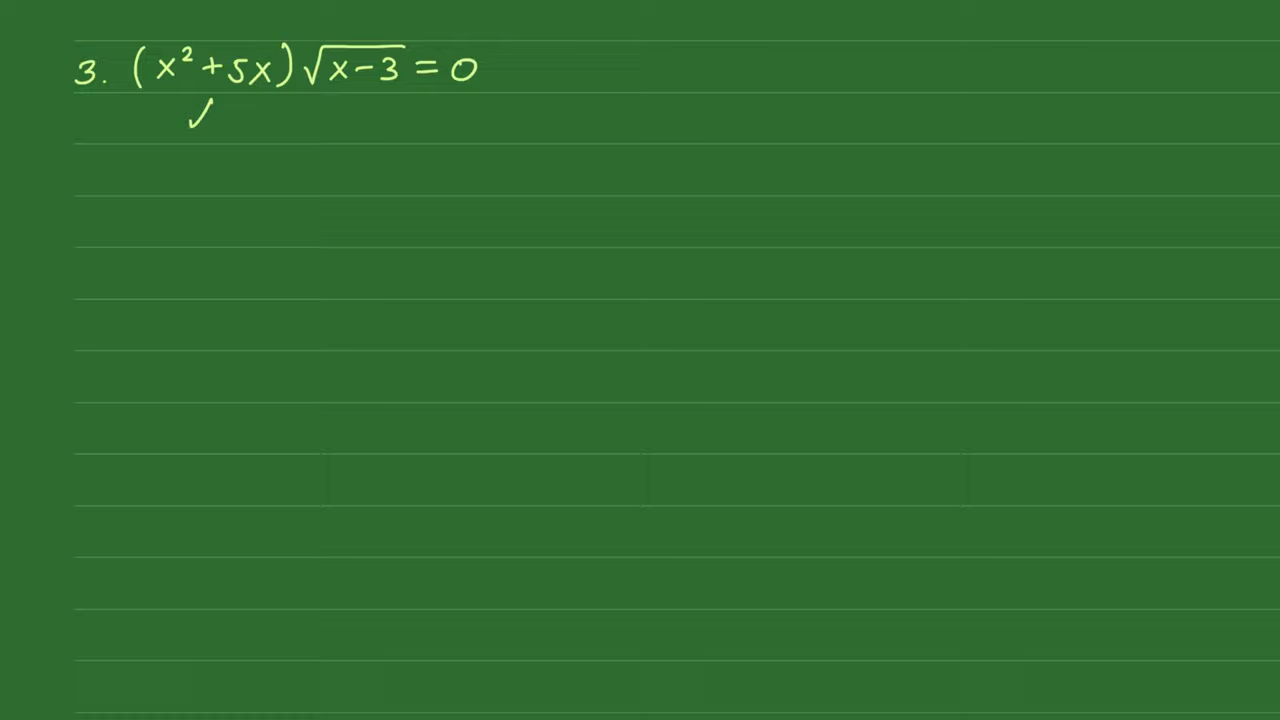 3. (x² + 5x) √(x-3) = 0
✓